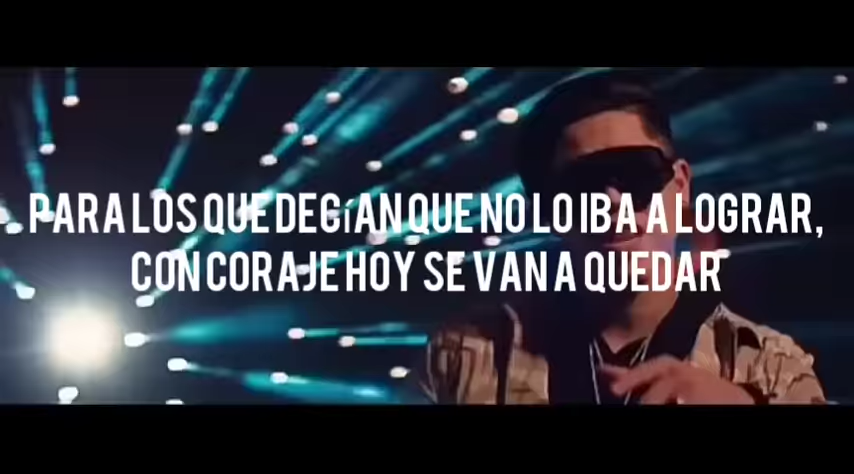 PARA LOS QUE DECíAN QUE NO LO IBA A LOGRAR,
CON CORAJE HOY SE VAN A QUEDAR